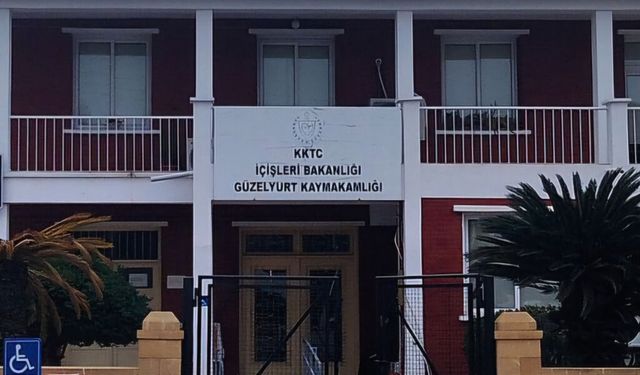 KKTC
İÇİŞLERİ BAKANLIĞI
GÜZELYURT KAYMAKAMLIĞI